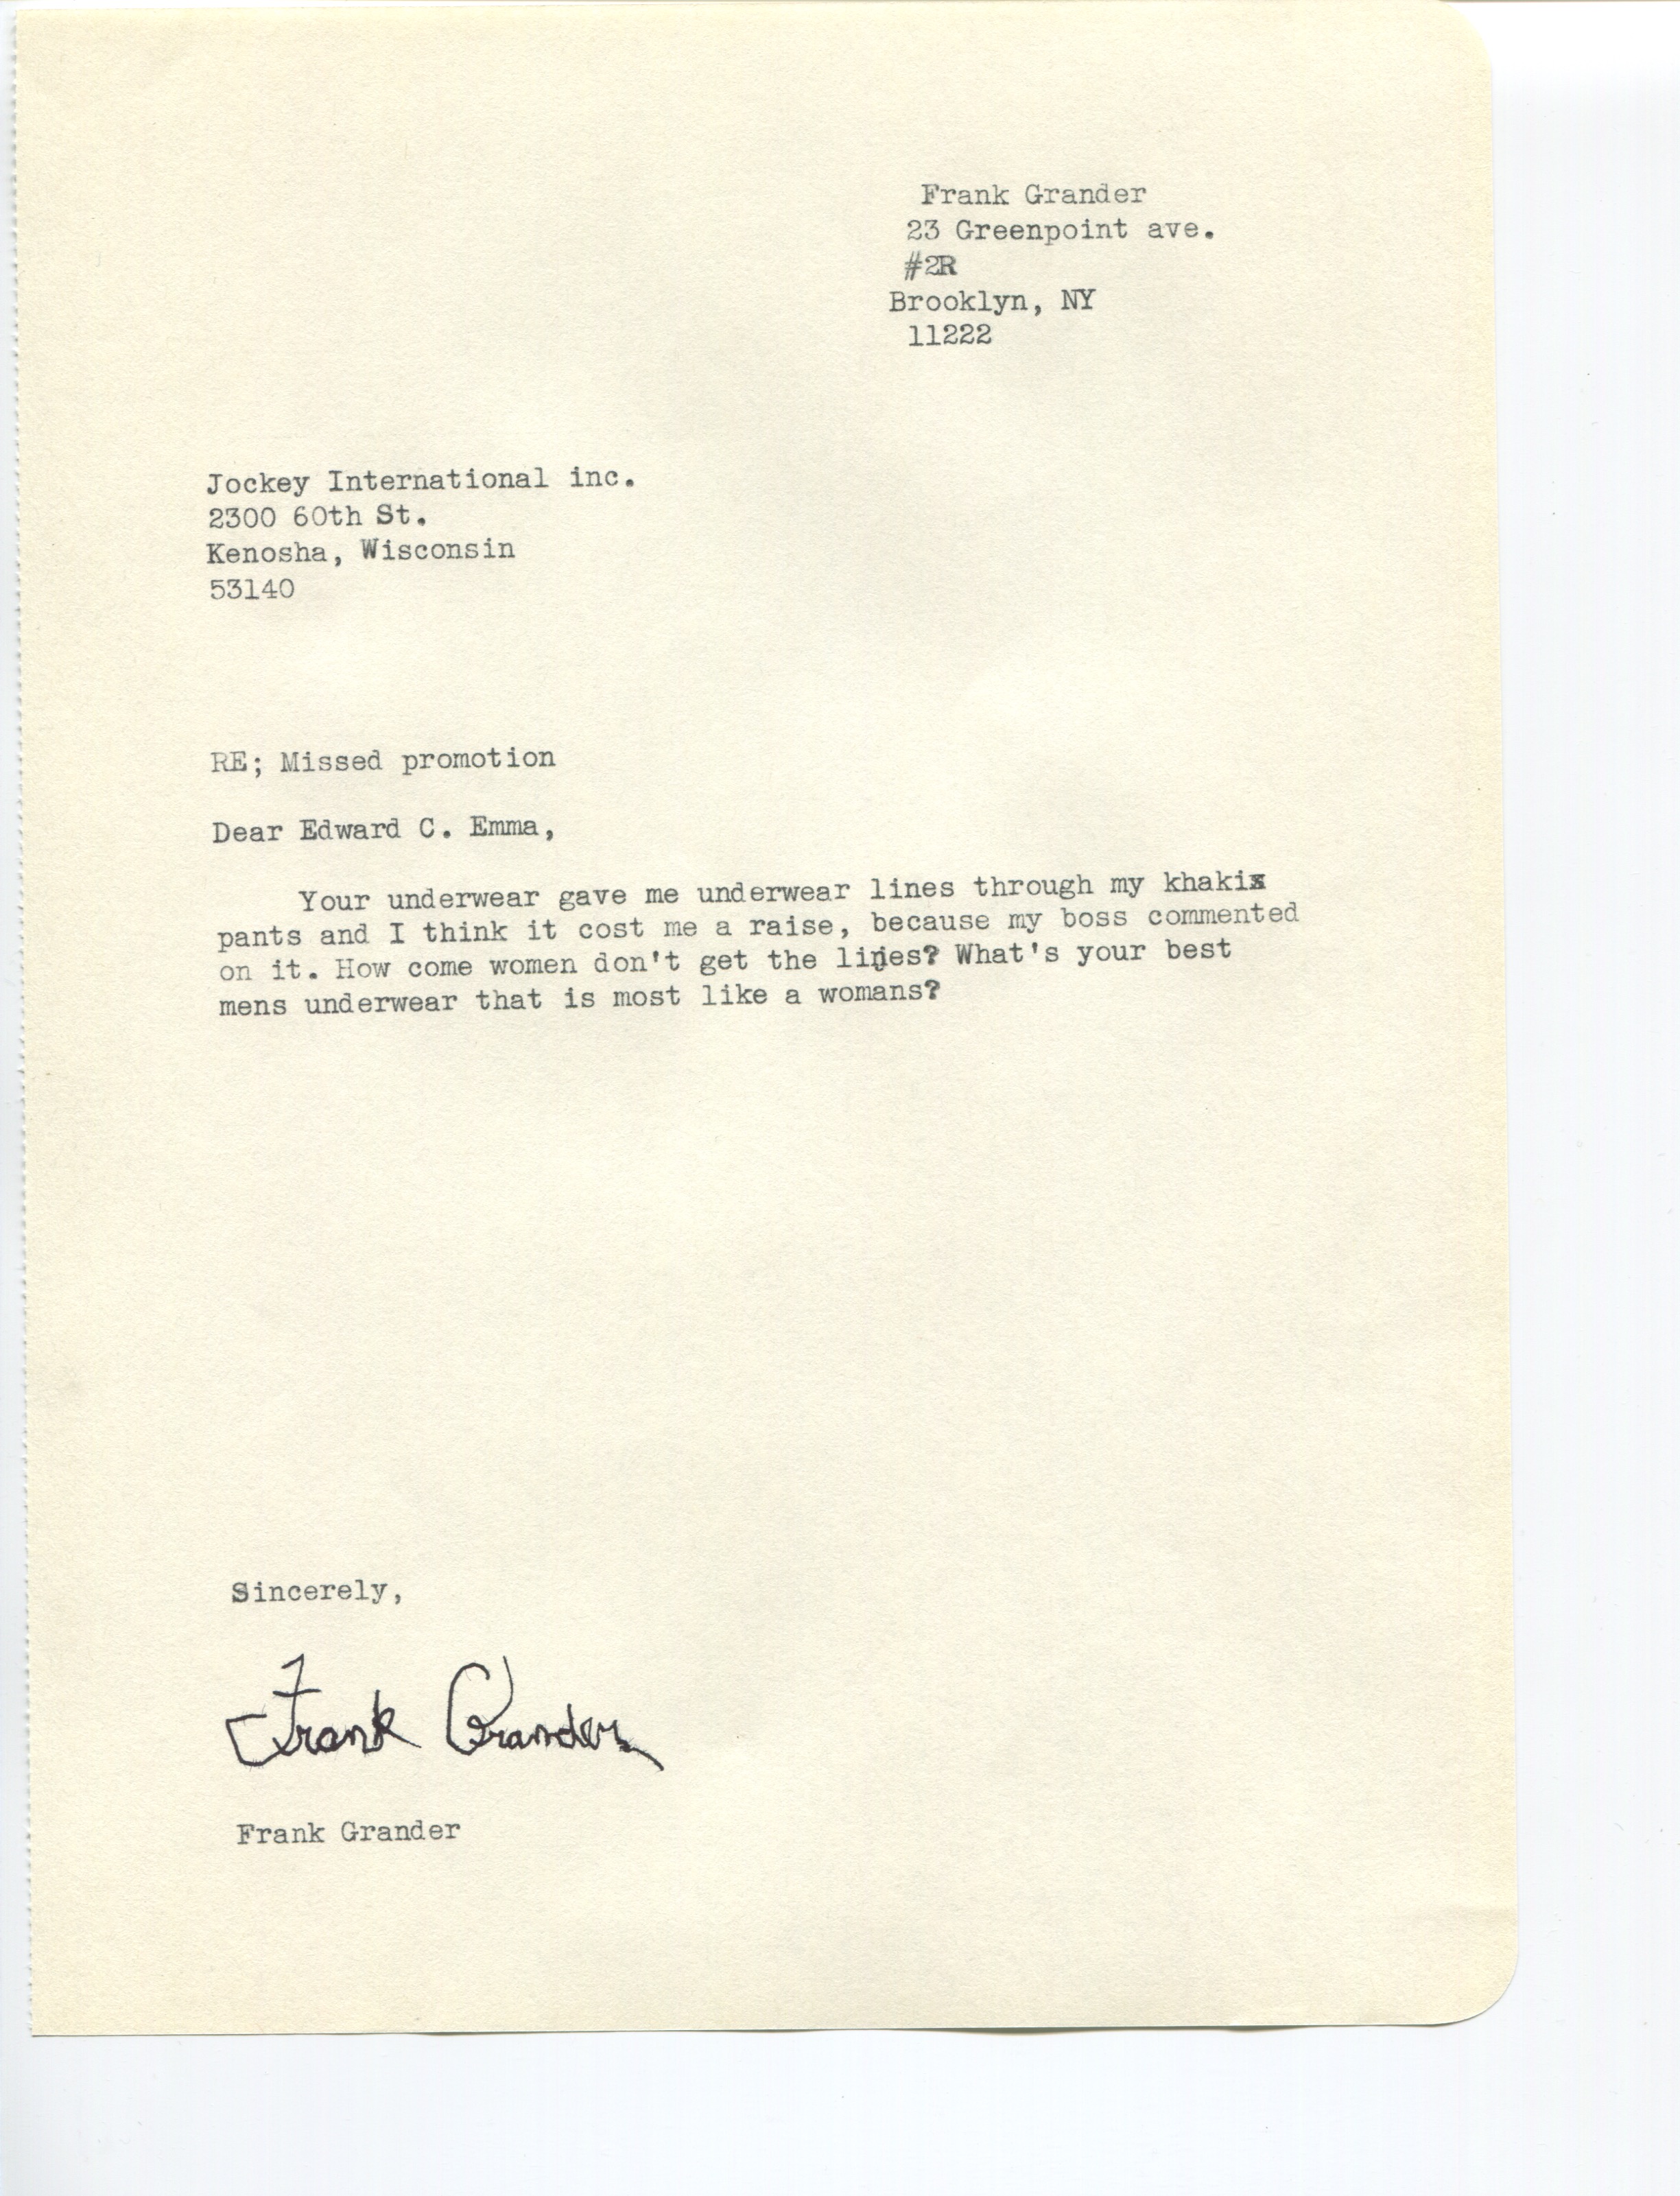 Frank Grander
23 Greenpoint ave.
#2R
Brooklyn, NY
11222
Jockey International inc.
2300 60th St.
Kenosha, Wisconsin
53140
RE; Missed promotion
Dear Edward C. Emma,
Your underwear gave me underwear lines through my khakis
pants and I think it cost me a raise, because my boss commented
on it. How come women don't get the lines? What's your best
mens underwear that is most like a womans?
Sincerely,
Frank Grander
Frank Grander